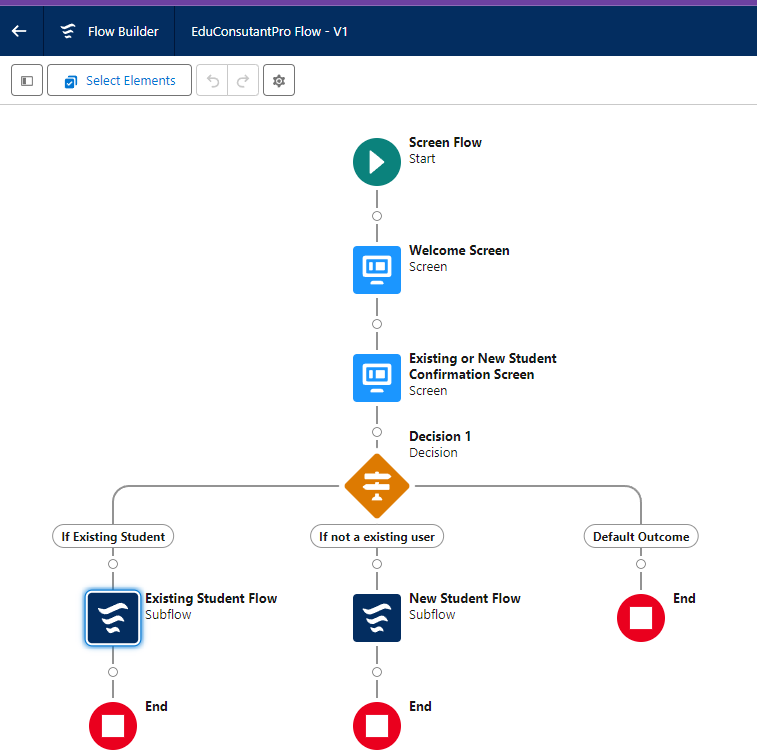 Flow Builder
EduConsutantPro Flow - V1
Select Elements
Screen Flow
Start
Welcome Screen
Screen
Existing or New Student
Confirmation Screen
Screen
Decision 1
Decision
If Existing Student
If not a existing user
Default Outcome
Existing Student Flow
Subflow
New Student Flow
Subflow
End
End
End